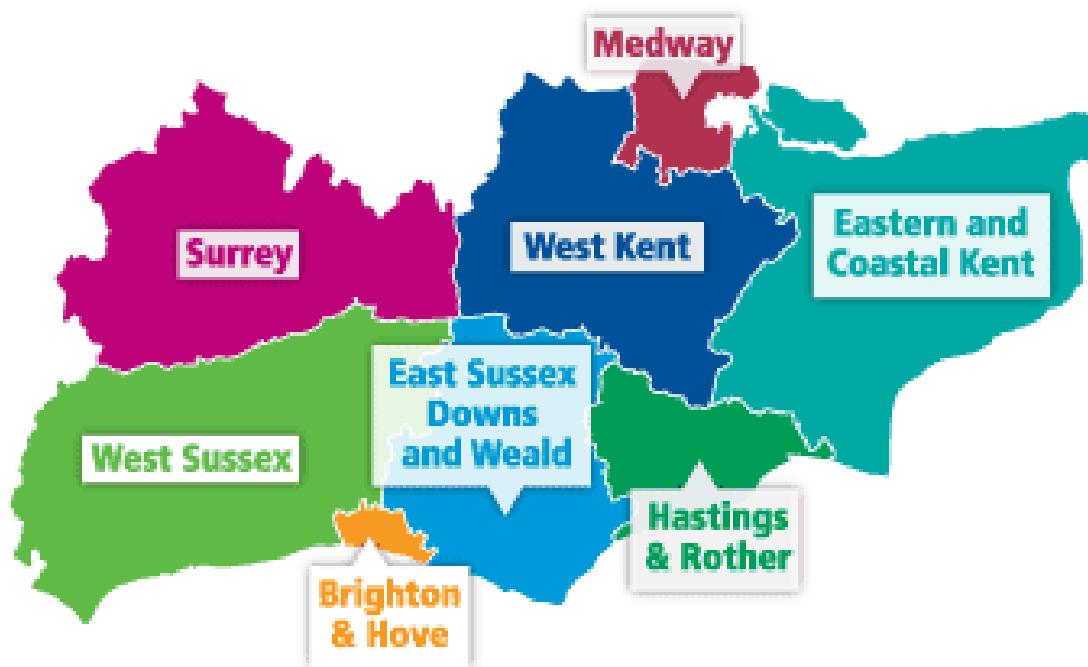 Medway
Surrey
West Kent
Eastern and
Coastal Kent
East Sussex
Downs
and Weald
West Sussex
Hastings
& Rother
Brighton
& Hove